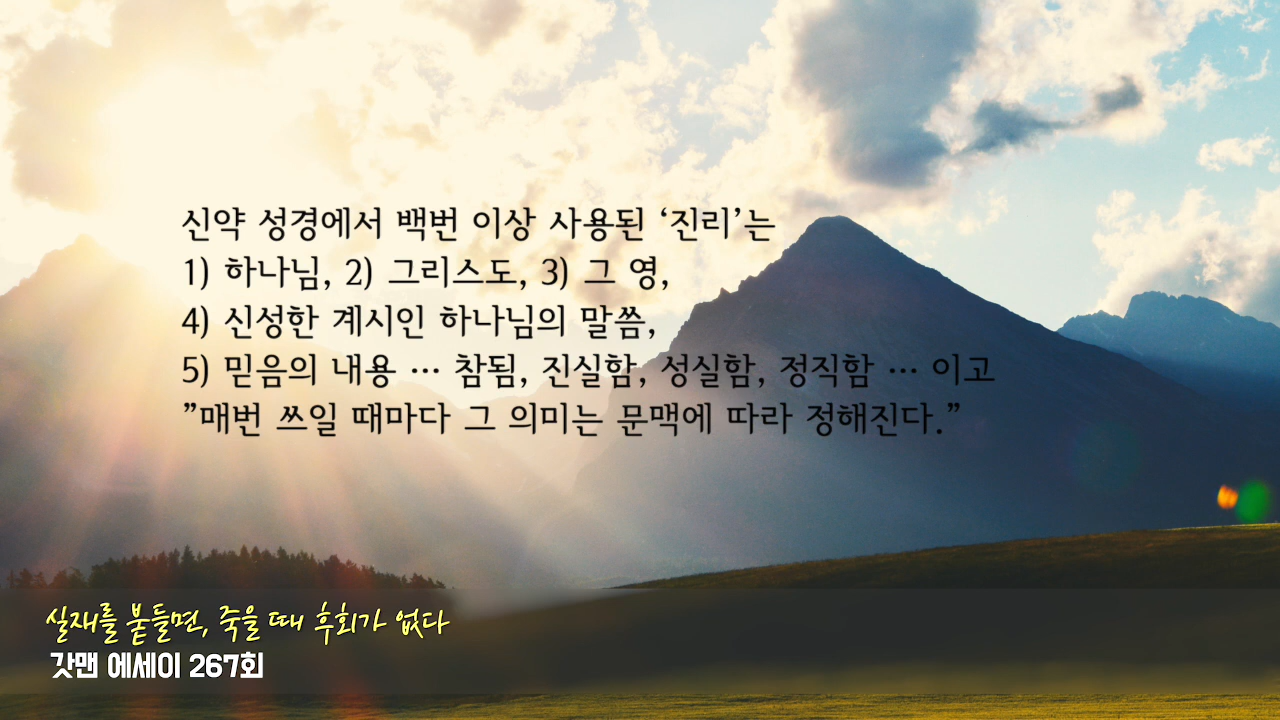 신약 성경에서 백번 이상 사용된 ‘진리’는
1) 하나님, 2) 그리스도, 3) 그 영,
4) 신성한 계시인 하나님의 말씀,
5) 믿음의 내용 … 참됨, 진실함, 성실함, 정직함 … 이고
”매번 쓰일 때마다 그 의미는 문맥에 따라 정해진다.”
실재를 붙들면, 죽을 때 후회가 없다
갓맨 에세이 267회